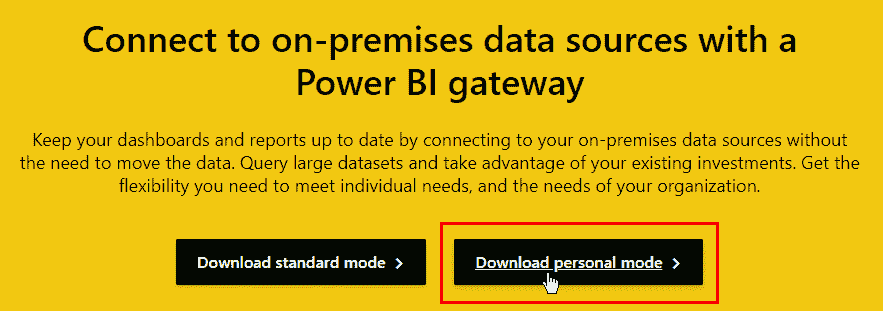 Connect to on-premises data sources with a
Power BI gateway
Keep your dashboards and reports up to date by connecting to your on-premises data sources without
the need to move the data. Query large datasets and take advantage of your existing investments. Get the
flexibility you need to meet individual needs, and the needs of your organization.
Download standard mode >
Download personal mode >